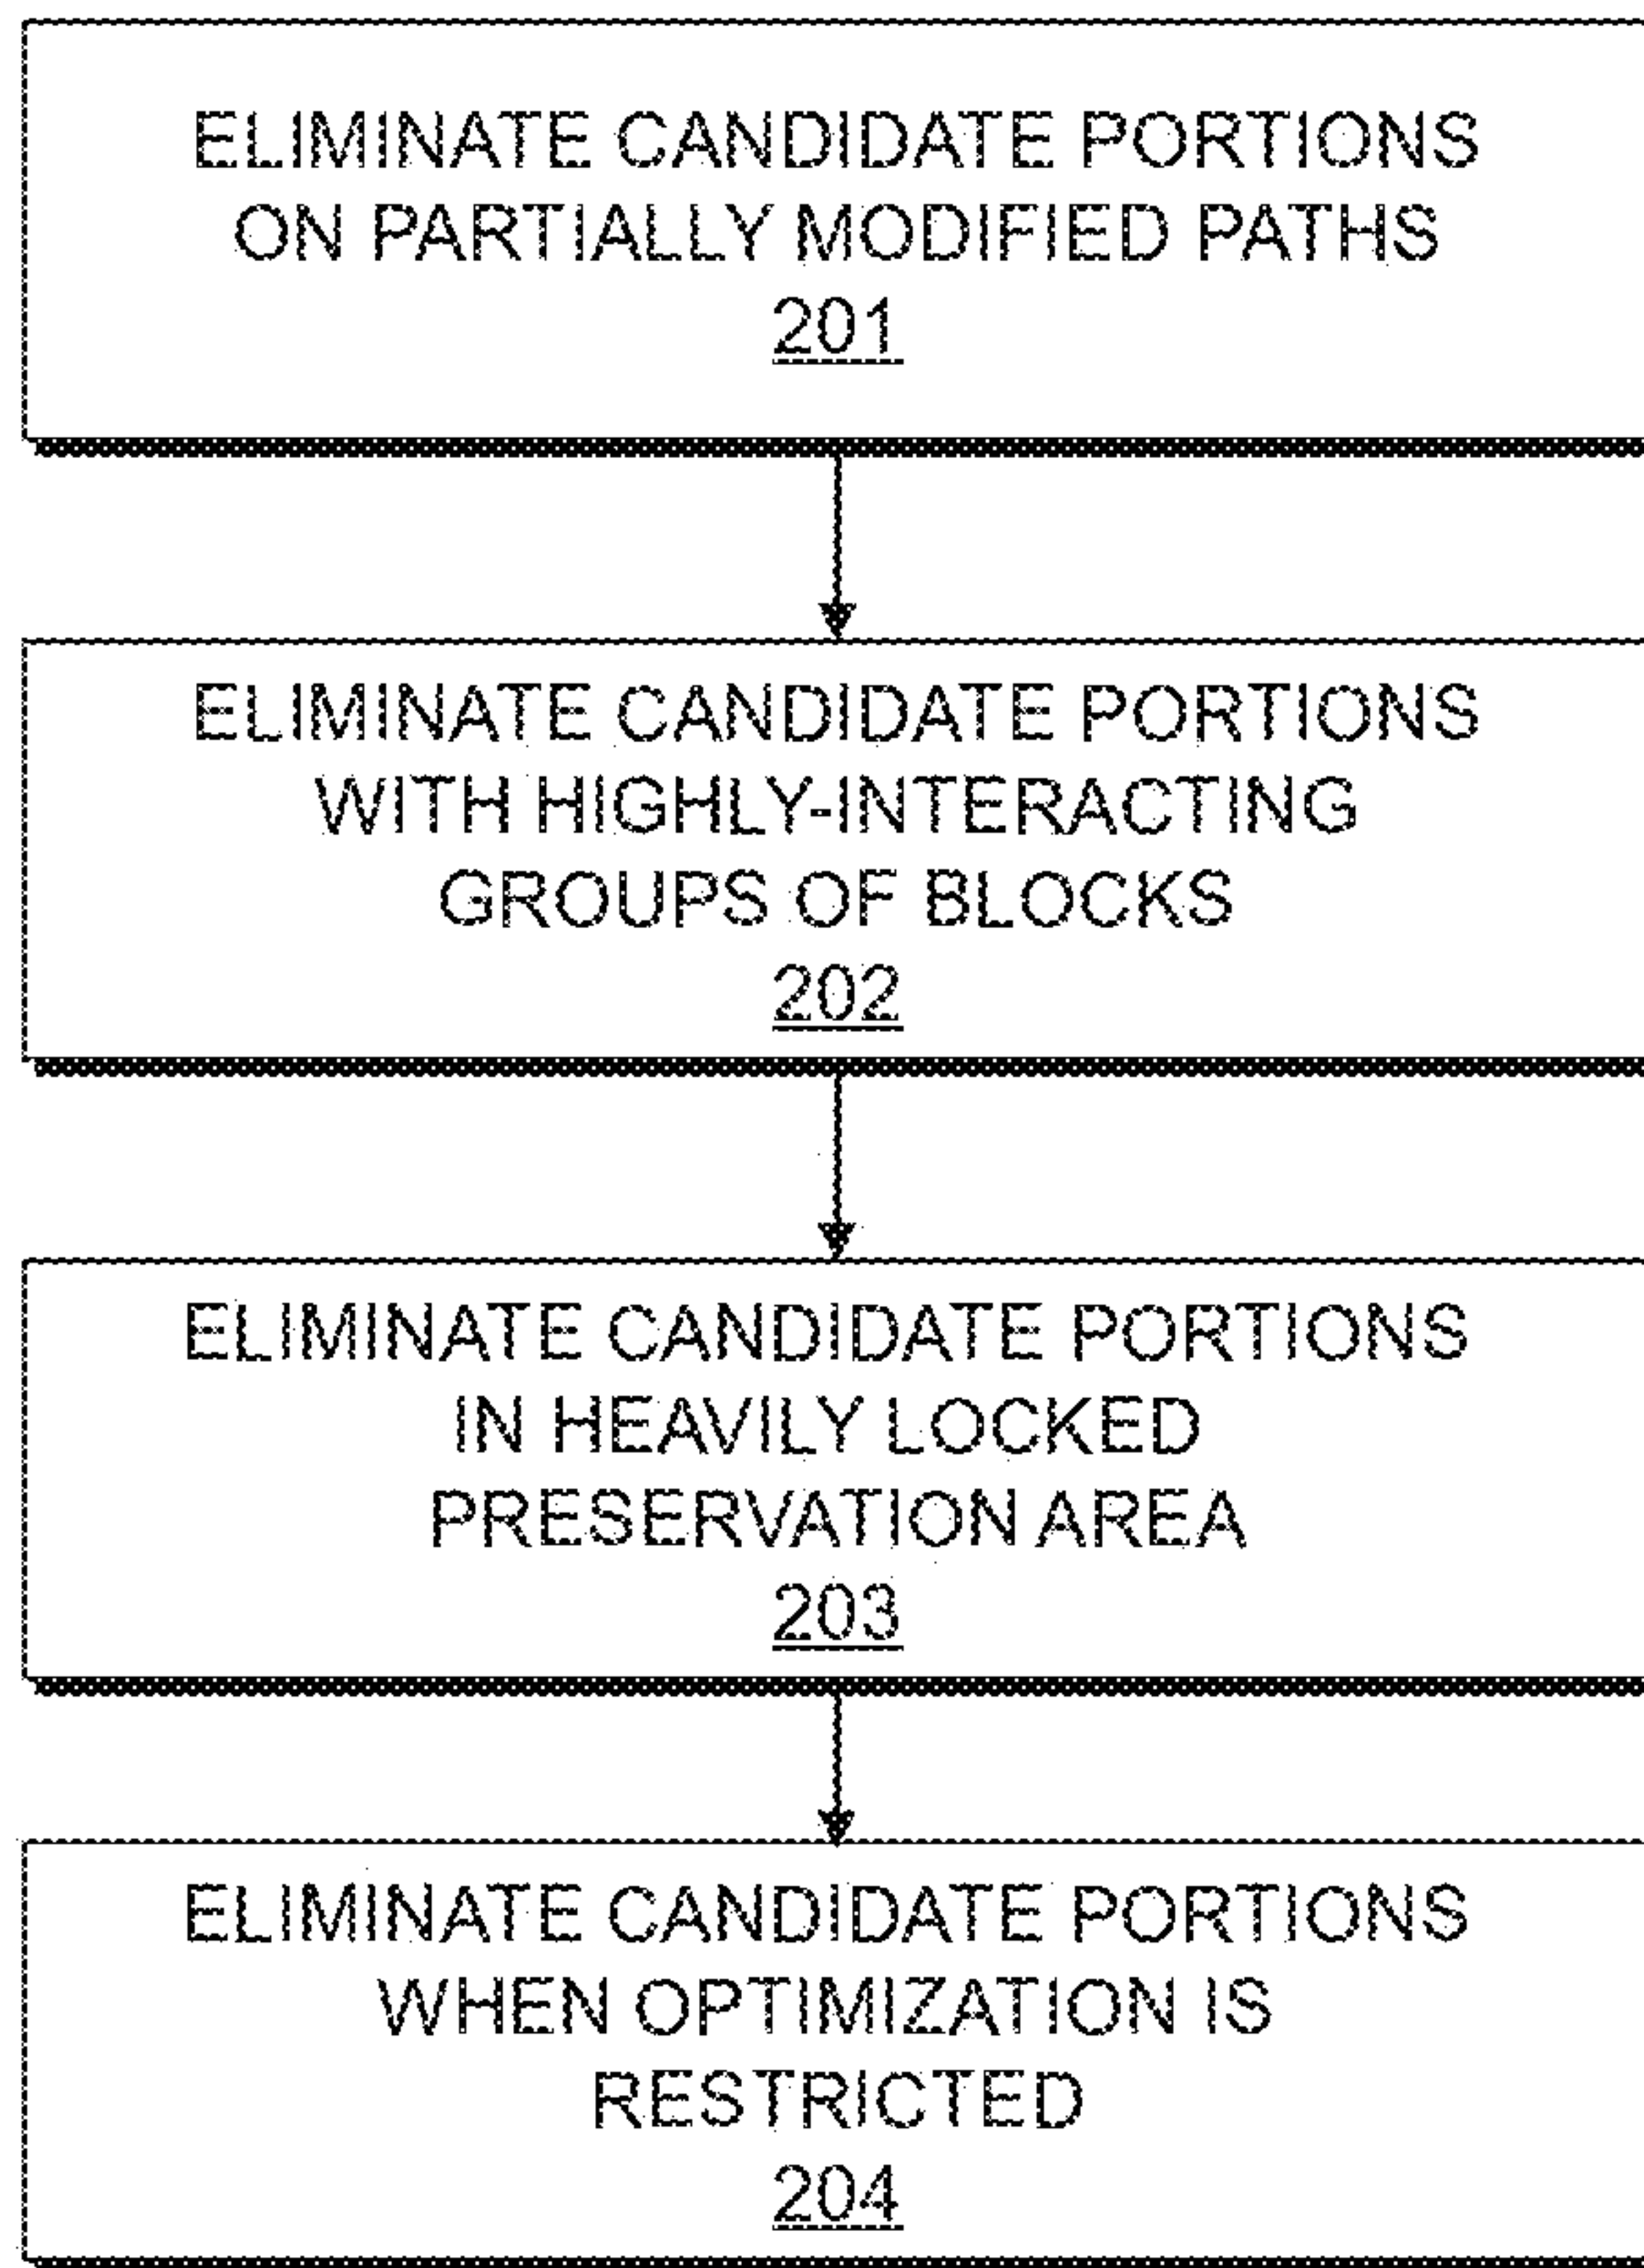 ELIMINATE CANDIDATE PORTIONS
ON PARTIALLY MODIFIED PATHS
201
ELIMINATE CANDIDATE PORTIONS
WITH HIGHLY-INTERACTING
GROUPS OF BLOCKS
202
ELIMINATE CANDIDATE PORTIONS
IN HEAVILY LOCKED
PRESERVATION AREA
203
ELIMINATE CANDIDATE PORTIONS
WHEN OPTIMIZATION IS
RESTRICTED
204